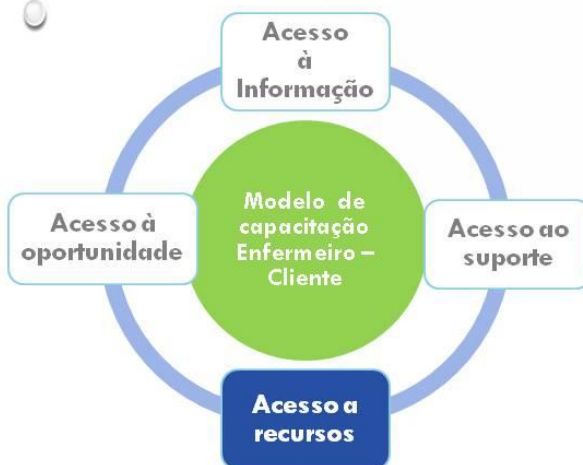 Acesso
à
Informação
Modelo de
capacitação
Enfermeiro –
Cliente
Acesso à
oportunidade
Acesso ao
suporte
Acesso a
recursos